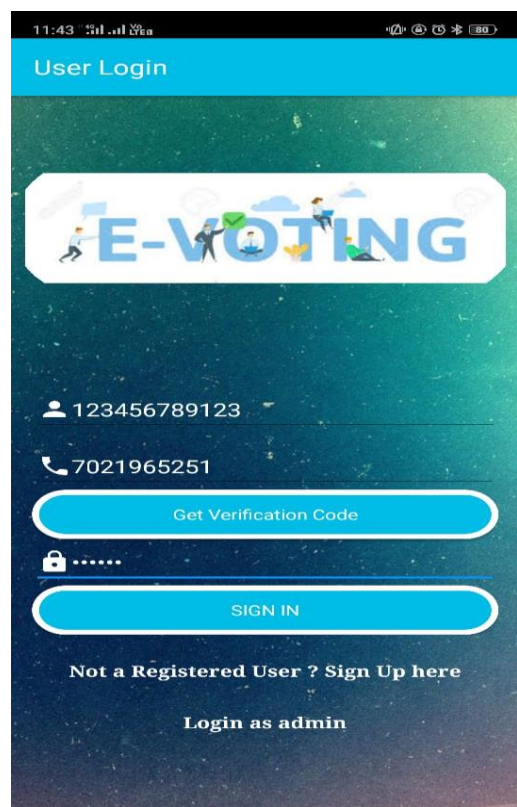 11:43
80
User Login
E-VOTING
123456789123
7021965251
Get Verification Code
••••••
SIGN IN
Not a Registered User ? Sign Up here
Login as admin